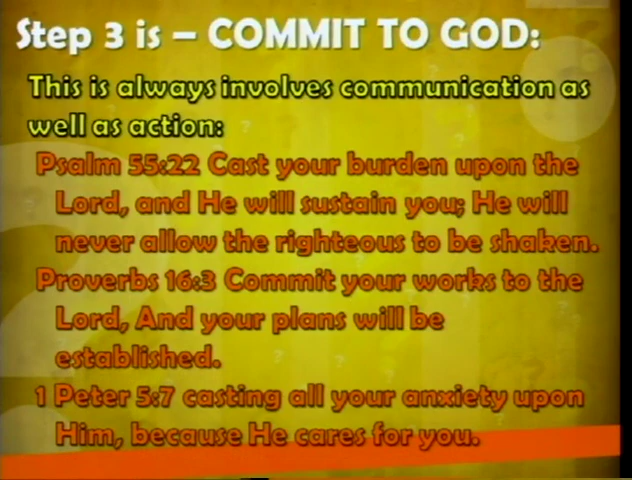 Step 3 is – COMMIT TO GOD:
This is always involves communication as
well as action:
Psalm 55:22 Cast your burden upon the
Lord, and He will sustain you; He will
never allow the righteous to be shaken.
Proverbs 16:3 Commit your works to the
Lord, And your plans will be
established.
1 Peter 5:7 casting all your anxiety upon
Him, because He cares for you.